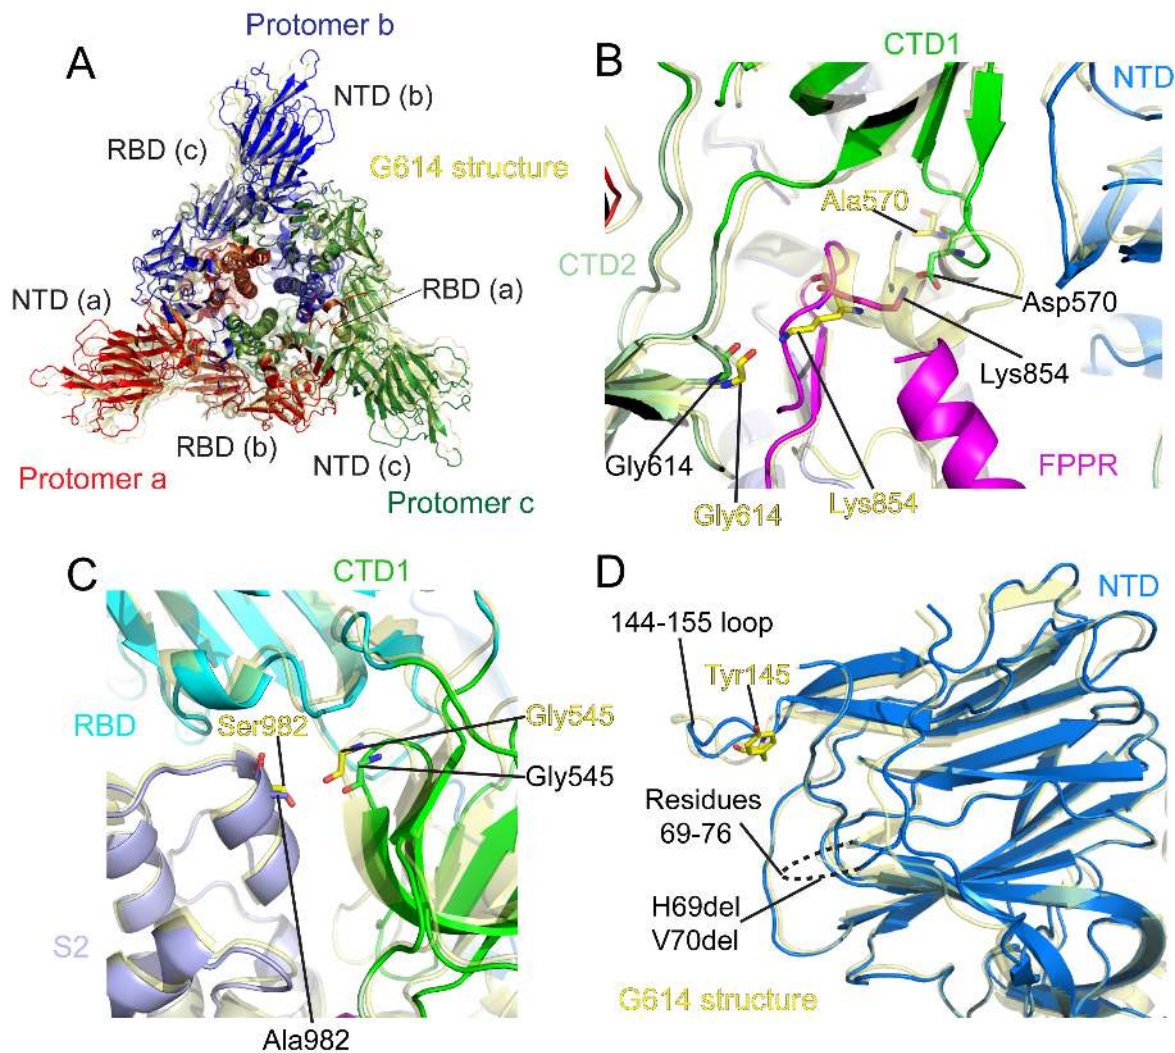 A
Protomer b
NTD (b)
RBD (c)
G614 structure
NTD (a)
RBD (a)
RBD (b)
NTD (c)
Protomer a
Protomer c
B
CTD1
NTD
Ala570
CTD2
Asp570
Lys854
Gly614
FPPR
Gly614
Lys854
C
CTD1
RBD
Ser982
Gly545
Gly545
S2
Ala982
D
NTD
144-155 loop
Tyr145
Residues
69-76
H69del
V70del
G614 structure